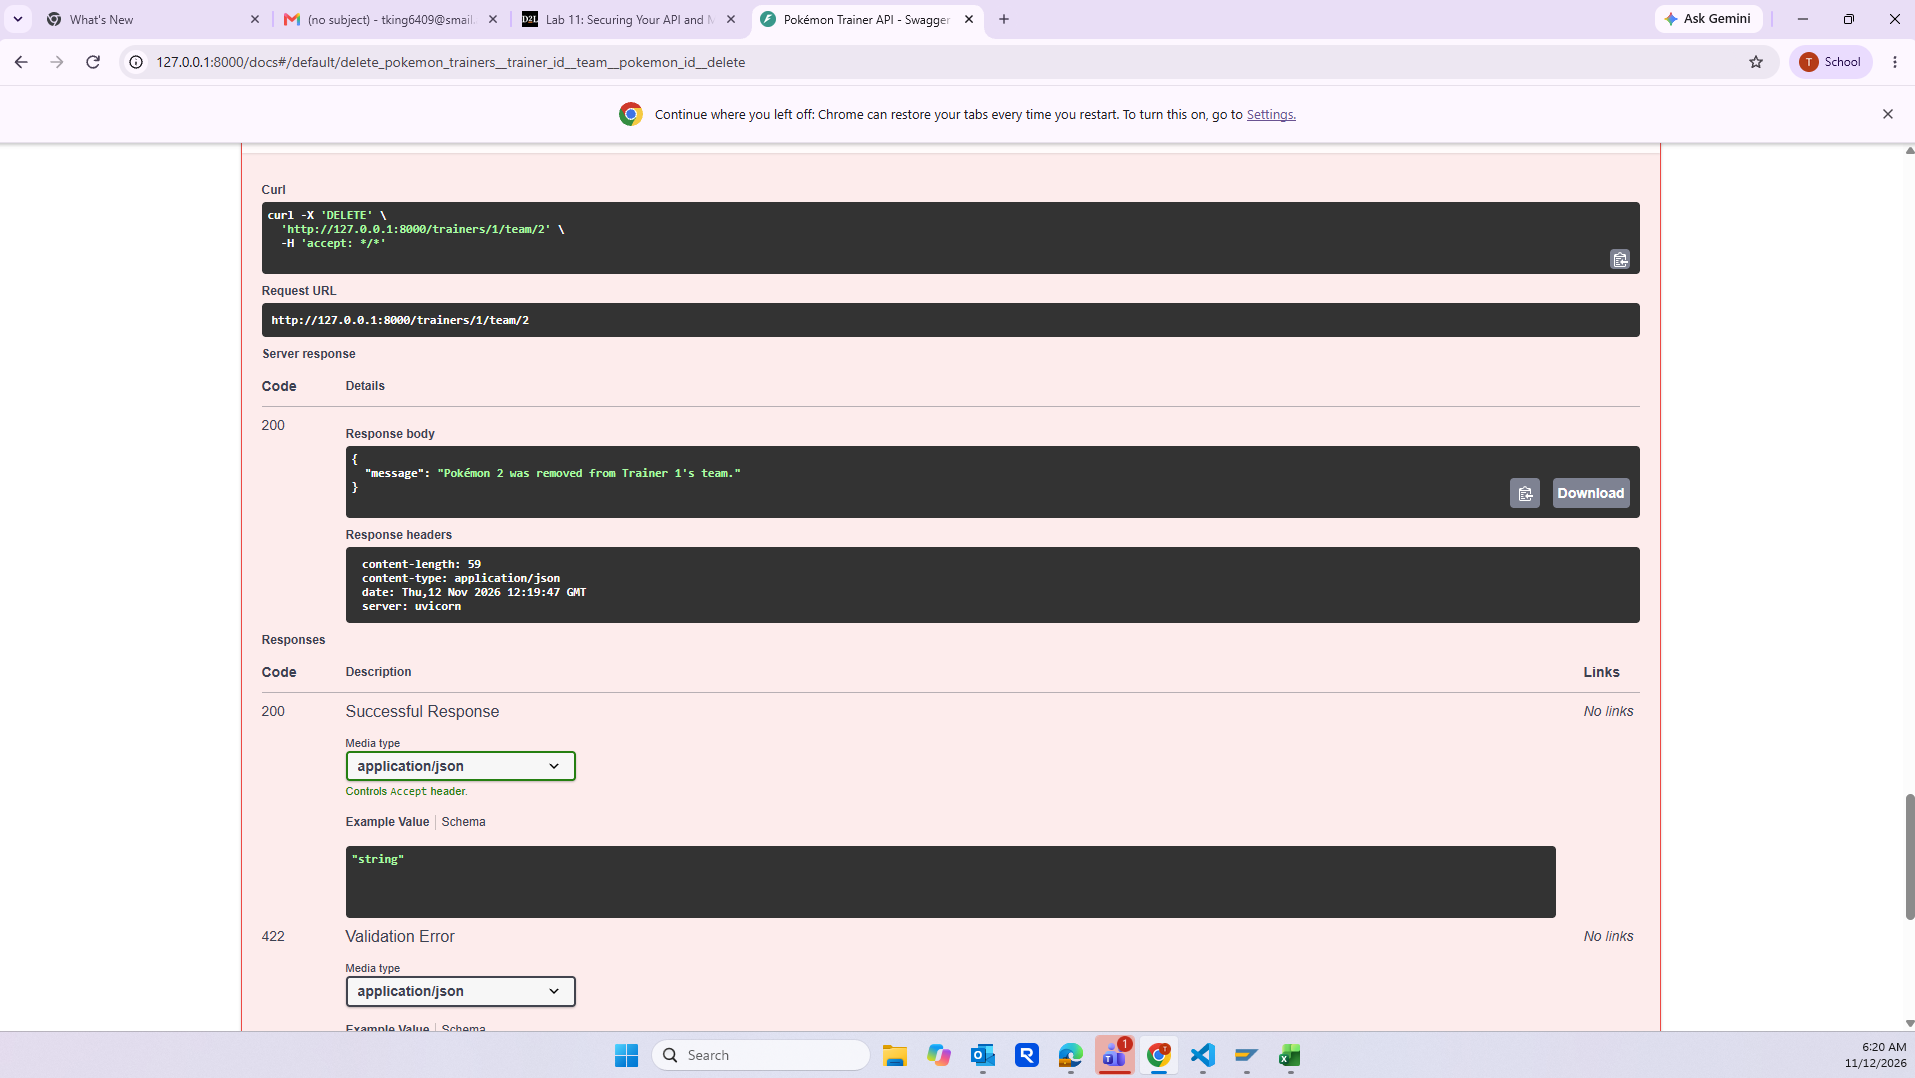 What's New
(no subject) - tking6409@smail.
Lab 11: Securing Your API and M
Pokémon Trainer API - Swagger
Ask Gemini
127.0.0.1:8000/docs#/default/delete_pokemon_trainers__trainer_id__team__pokemon_id__delete
T
School
Continue where you left off: Chrome can restore your tabs every time you restart. To turn this on, go to Settings.
Curl
curl -X 'DELETE' \
'http://127.0.0.1:8000/trainers/1/team/2' \
-H 'accept: */*'
Request URL
http://127.0.0.1:8000/trainers/1/team/2
Server response
Code Details
200
Response body
{
"message": "Pokémon 2 was removed from Trainer 1's team."
}
Download
Response headers
content-length: 59
content-type: application/json
date: Thu,12 Nov 2026 12:19:47 GMT
server: uvicorn
Responses
Code Description Links
200 Successful Response No links
Media type
application/json
Controls Accept header.
Example Value Schema
"string"
422 Validation Error No links
Media type
application/json
Example Value Schema
Search
1
6:20 AM
11/12/2026